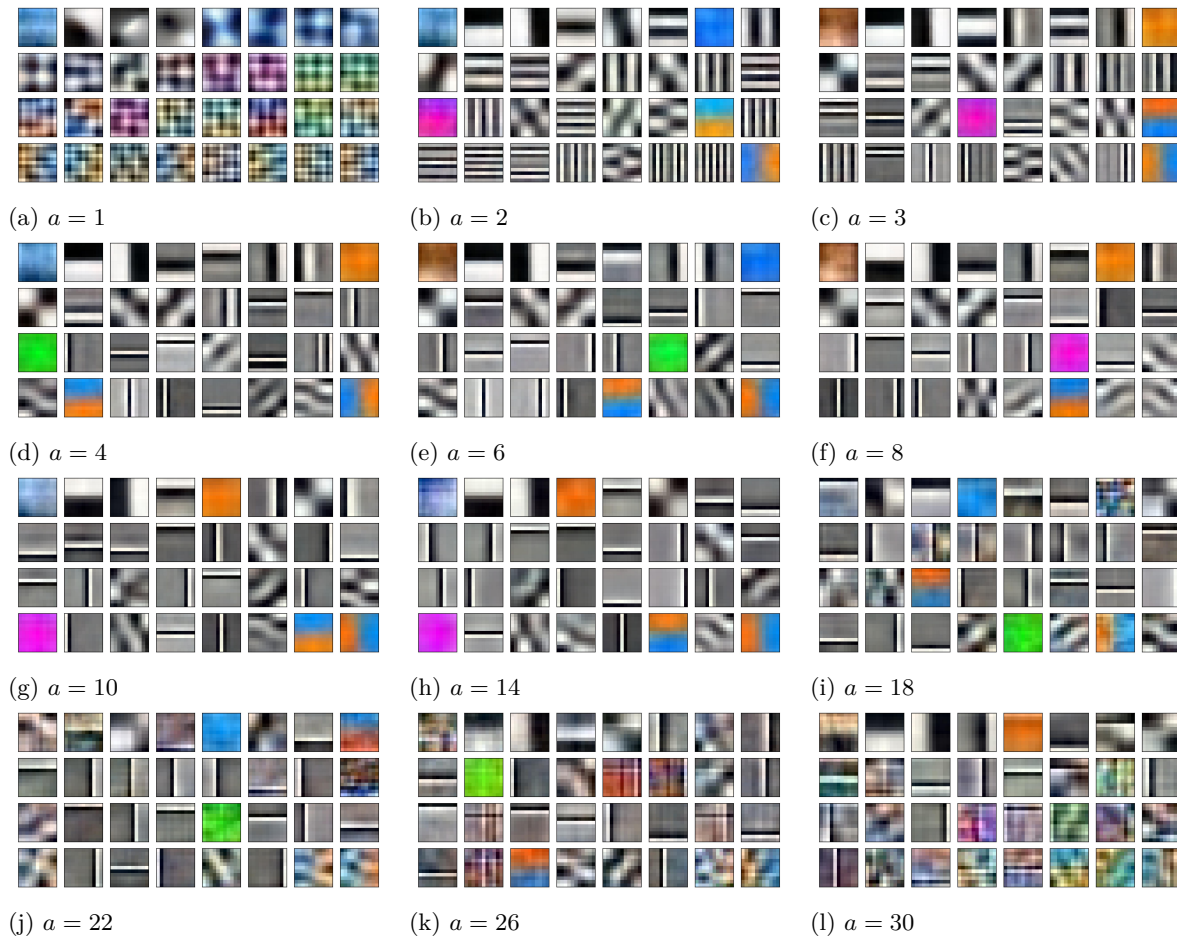 (a) a = 1
(b) a = 2
(c) a = 3
(d) a = 4
(e) a = 6
(f) a = 8
(g) a = 10
(h) a = 14
(i) a = 18
(j) a = 22
(k) a = 26
(l) a = 30